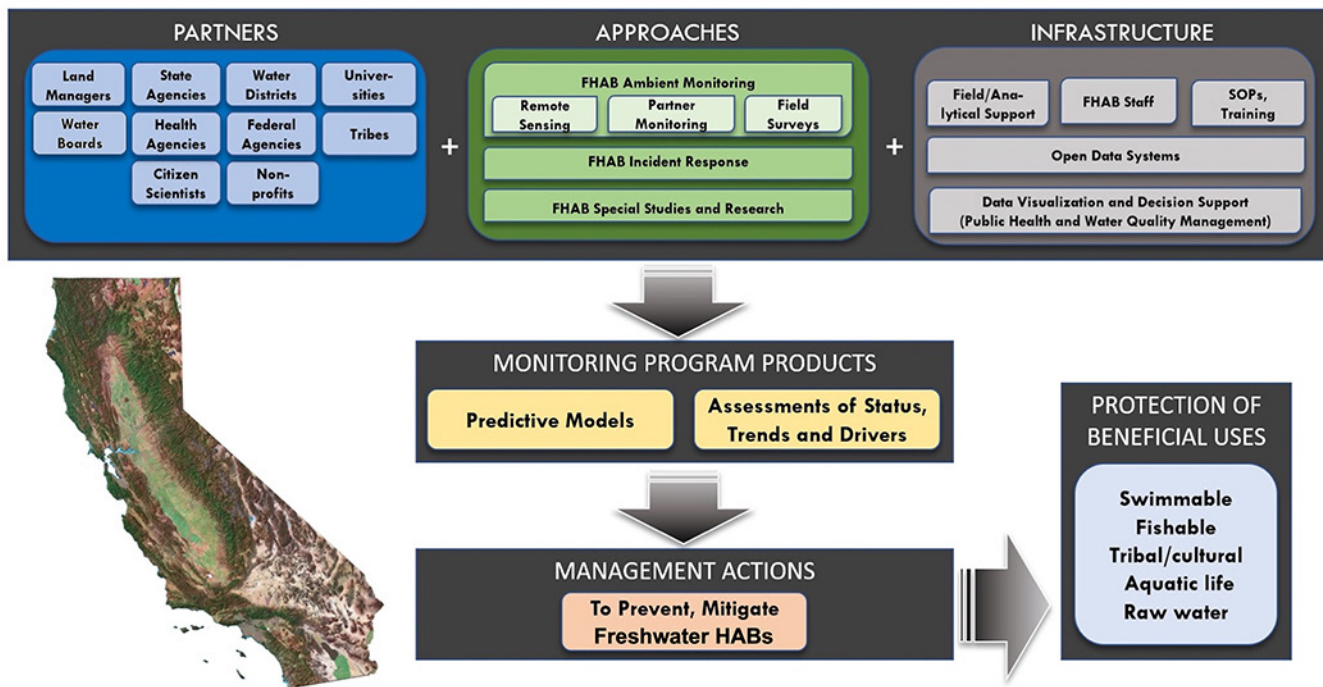 PARTNERS
Land
Managers
State
Agencies
Water
Districts
Univer-
sities
Water
Boards
Health
Agencies
Federal
Agencies
Tribes
Citizen
Scientists
Non-
profits
+
APPROACHES
FHAB Ambient Monitoring
Remote
Sensing
Partner
Monitoring
Field
Surveys
FHAB Incident Response
FHAB Special Studies and Research
+
INFRASTRUCTURE
Field/Ana-
lytical Support
FHAB Staff
SOPs,
Training
Open Data Systems
Data Visualization and Decision Support
(Public Health and Water Quality Management)
MONITORING PROGRAM PRODUCTS
Predictive Models
Assessments of Status,
Trends and Drivers
MANAGEMENT ACTIONS
To Prevent, Mitigate
Freshwater HABs
PROTECTION OF
BENEFICIAL USES
Swimmable
Fishable
Tribal/cultural
Aquatic life
Raw water